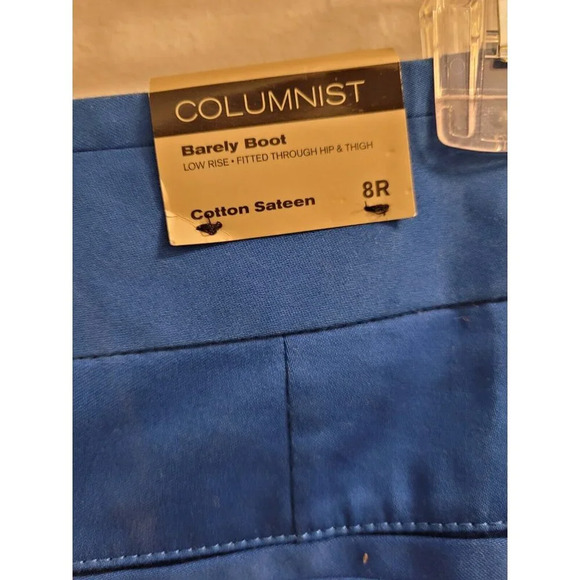 COLUMNIST
Barely Boot
LOW RISE • FITTED THROUGH HIP & THIGH
Cotton Sateen 8R